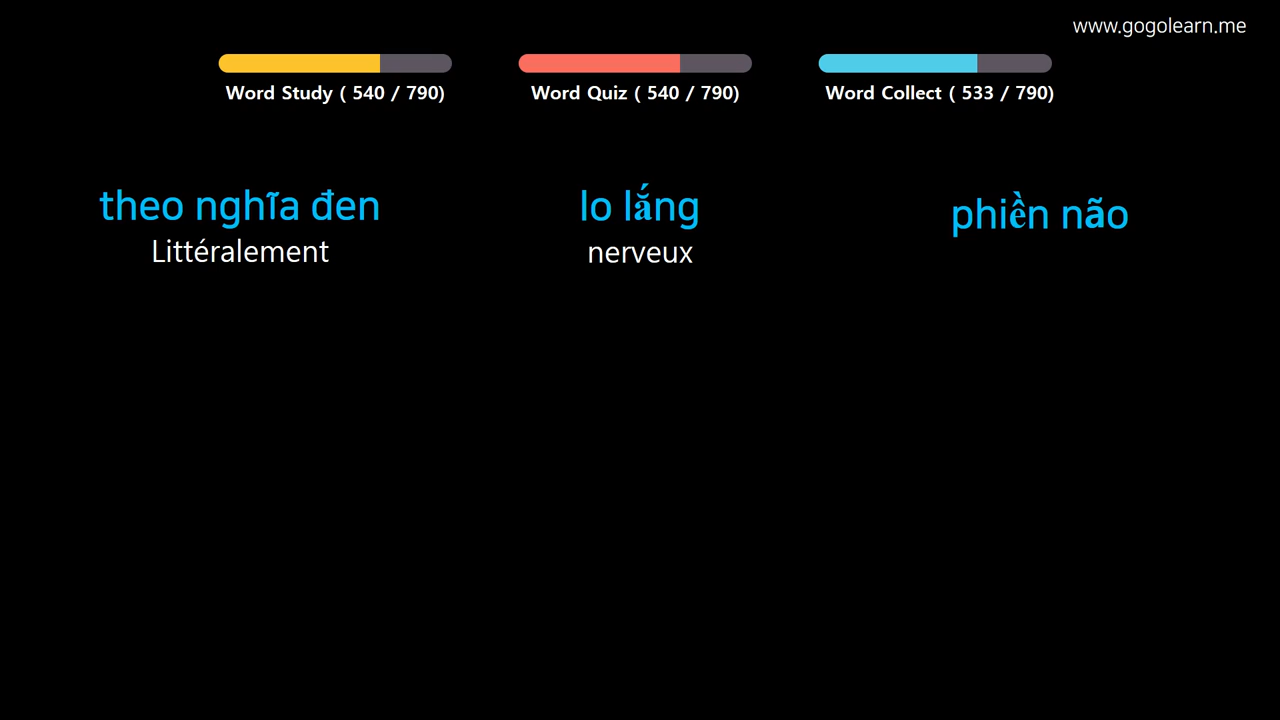 www.gogolearn.me
Word Study ( 540 / 790)
Word Quiz ( 540 / 790)
Word Collect ( 533 / 790)
theo nghĩa đen
Littéralement
lo lắng
nerveux
phiền não